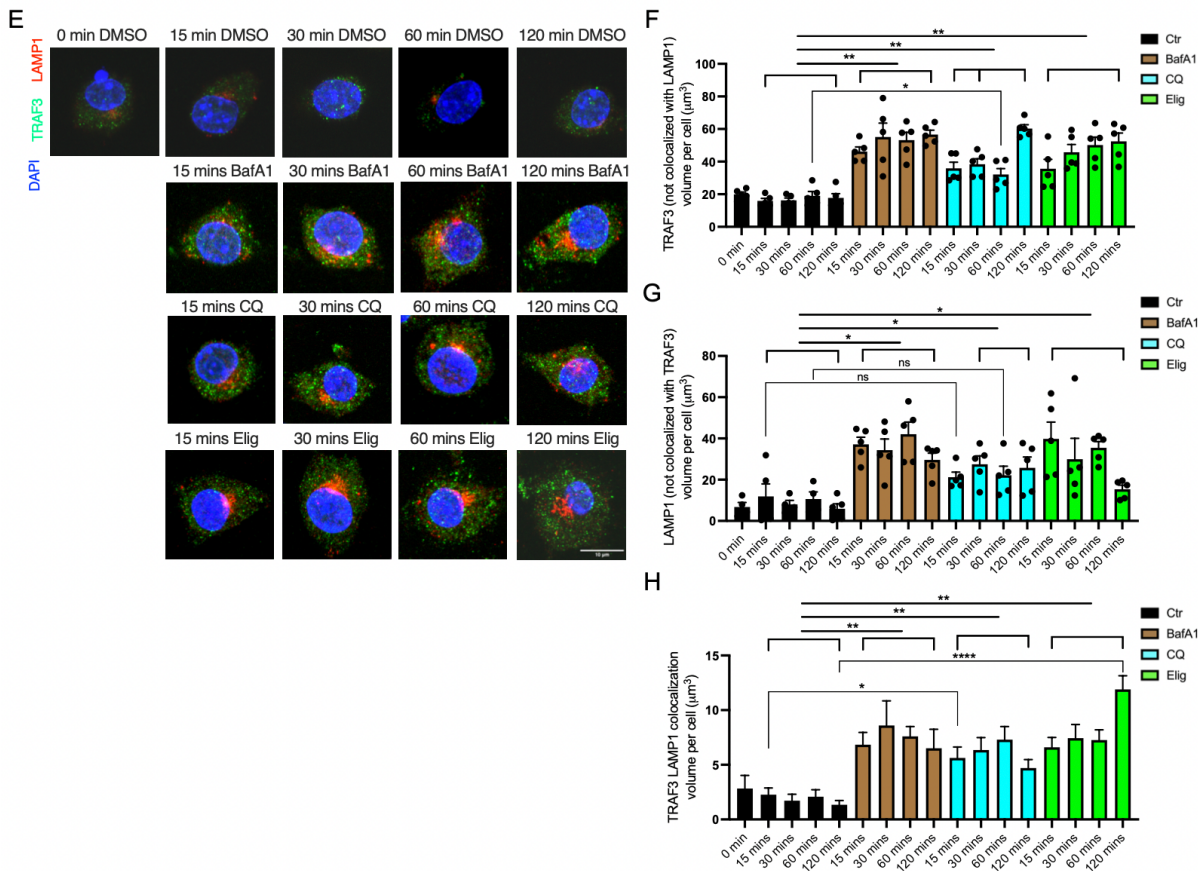 E
DAPI TRAF3 LAMP1
0 min DMSO 15 min DMSO 30 min DMSO 60 min DMSO 120 min DMSO
15 mins BafA1 30 mins BafA1 60 mins BafA1 120 mins BafA1
15 mins CQ 30 mins CQ 60 mins CQ 120 mins CQ
15 mins Elig 30 mins Elig 60 mins Elig 120 mins Elig
10 μm
F
**
**
**
*
Ctr
BafA1
CQ
Elig
TRAF3 (not colocalized with LAMP1)
volume per cell (μm3)
100
80
60
40
20
0
0 min 15 mins 30 mins 60 mins 120 mins 15 mins 30 mins 60 mins 120 mins 15 mins 30 mins 60 mins 120 mins 15 mins 30 mins 60 mins 120 mins
G
*
*
*
ns
ns
Ctr
BafA1
CQ
Elig
LAMP1 (not colocalized with TRAF3)
volume per cell (μm3)
80
60
40
20
0
0 min 15 mins 30 mins 60 mins 120 mins 15 mins 30 mins 60 mins 120 mins 15 mins 30 mins 60 mins 120 mins 15 mins 30 mins 60 mins 120 mins
H
**
**
**
****
*
Ctr
BafA1
CQ
Elig
TRAF3 LAMP1 colocalization
volume per cell (μm3)
15
10
5
0
0 min 15 mins 30 mins 60 mins 120 mins 15 mins 30 mins 60 mins 120 mins 15 mins 30 mins 60 mins 120 mins 15 mins 30 mins 60 mins 120 mins